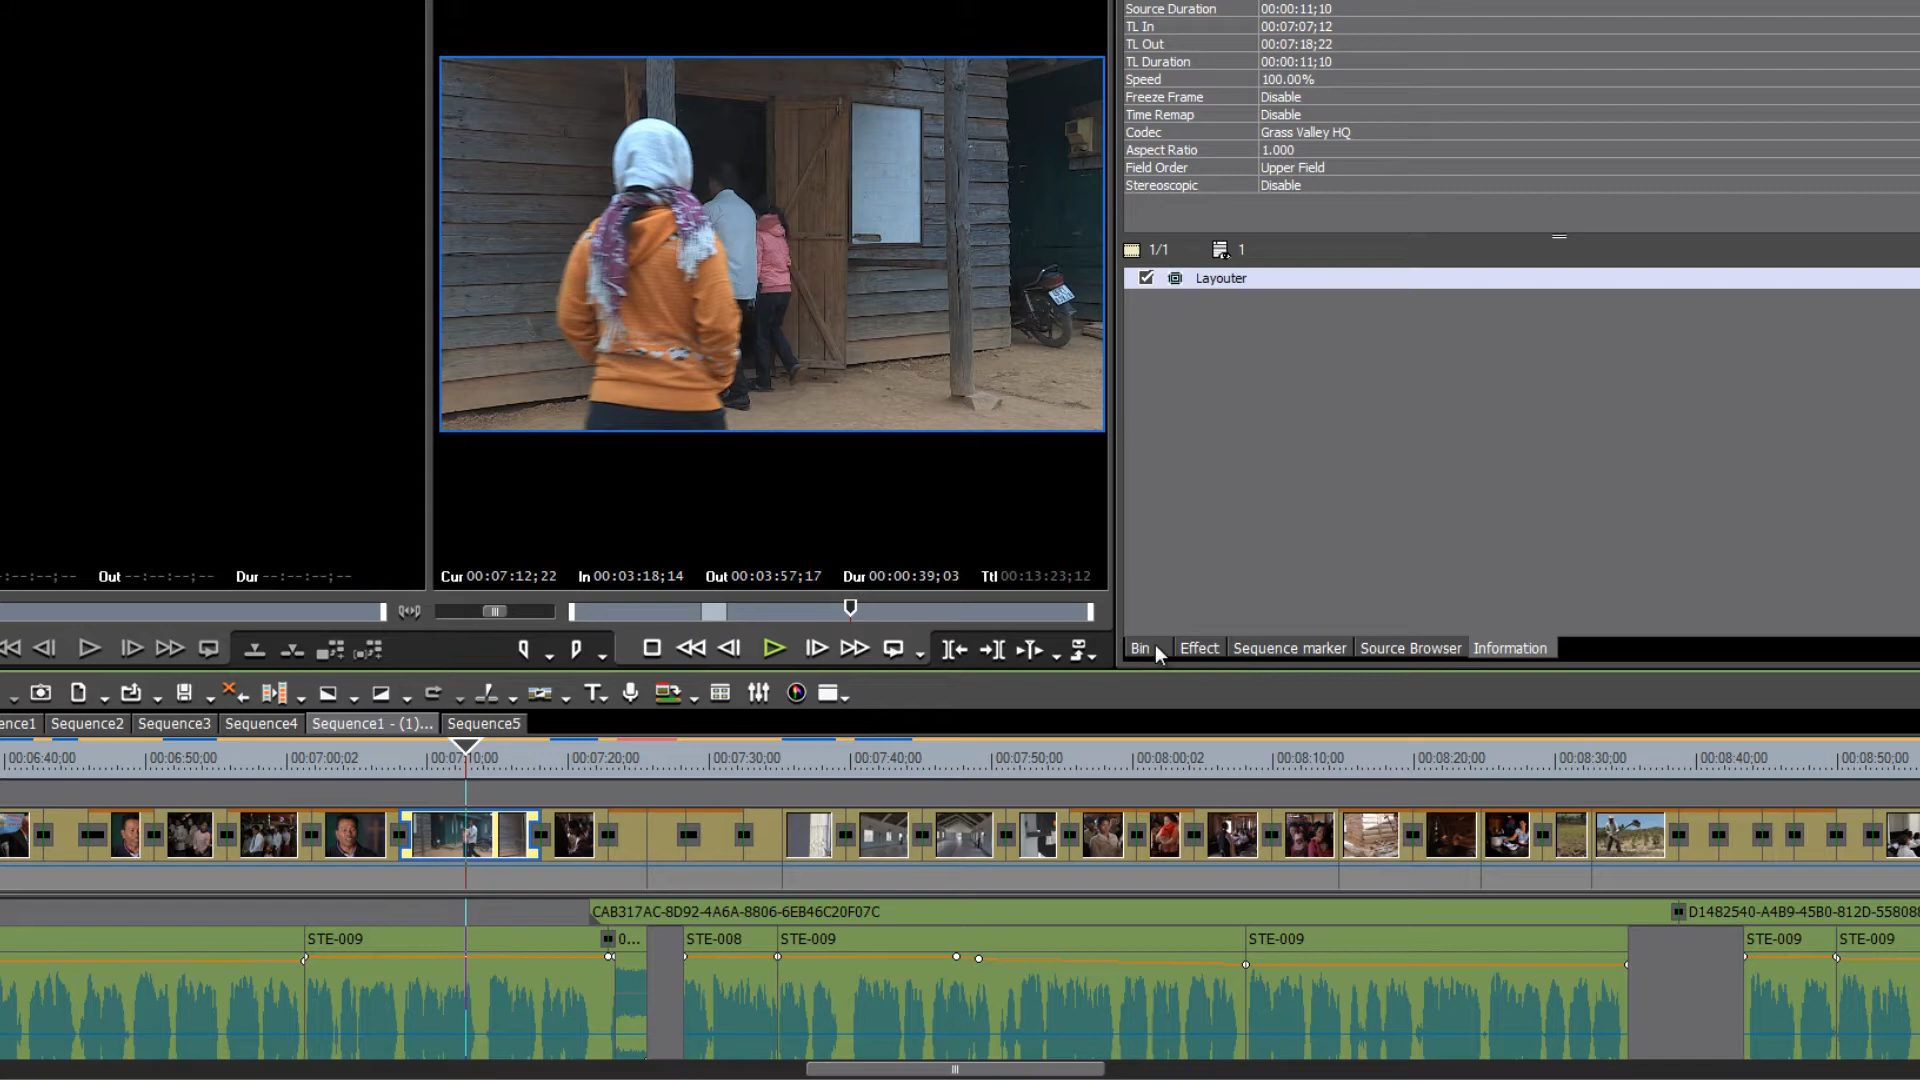 Source Duration 00:00:11;10
TL In 00:07:07;12
TL Out 00:07:18;22
TL Duration 00:00:11;10
Speed 100.00%
Freeze Frame Disable
Time Remap Disable
Codec Grass Valley HQ
Aspect Ratio 1.000
Field Order Upper Field
Stereoscopic Disable
1/1 1
Layouter
--:--;-- Out --:--:--;-- Dur --:--:--;--
Cur 00:07:12;22 In 00:03:18;14 Out 00:03:57;17 Dur 00:00:39;03 Ttl 00:13:23;12
Bin Effect Sequence marker Source Browser Information
ence1 Sequence2 Sequence3 Sequence4 Sequence1 - (1)... Sequence5
00:06:40;00 00:06:50;00 00:07:00;02 00:07:10;00 00:07:20;00 00:07:30;00 00:07:40;00 00:07:50;00 00:08:00;02 00:08:10;00 00:08:20;00 00:08:30;00 00:08:40;00 00:08:50;00
CAB317AC-8D92-4A6A-8806-6EB46C20F07C D1482540-A4B9-45B0-812D-558088
STE-009 0... STE-008 STE-009 STE-009 STE-009 STE-009